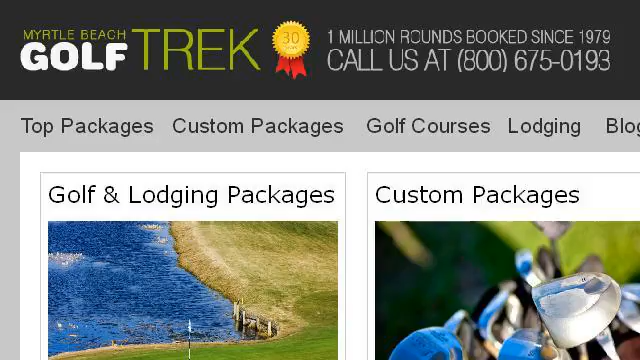 MYRTLE BEACH
GOLF TREK
30
1 MILLION ROUNDS BOOKED SINCE 1979
CALL US AT (800) 675-0193
Top Packages Custom Packages Golf Courses Lodging Blog
Golf & Lodging Packages
Custom Packages